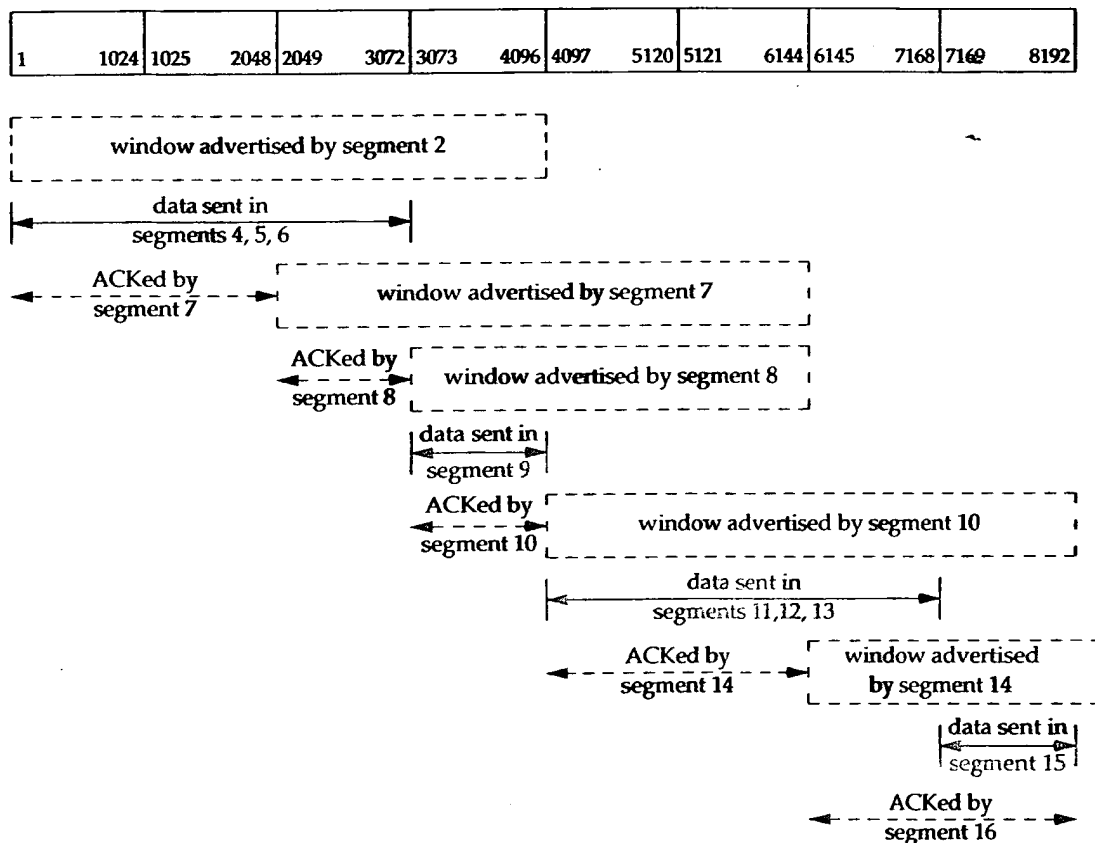 1 1024 1025 2048 2049 3072 3073 4096 4097 5120 5121 6144 6145 7168 7169 8192
window advertised by segment 2
data sent in
segments 4, 5, 6
ACKed by
segment 7
window advertised by segment 7
ACKed by
segment 8
window advertised by segment 8
data sent in
segment 9
ACKed by
segment 10
window advertised by segment 10
data sent in
segments 11,12, 13
ACKed by
segment 14
window advertised
by segment 14
data sent in
segment 15
ACKed by
segment 16